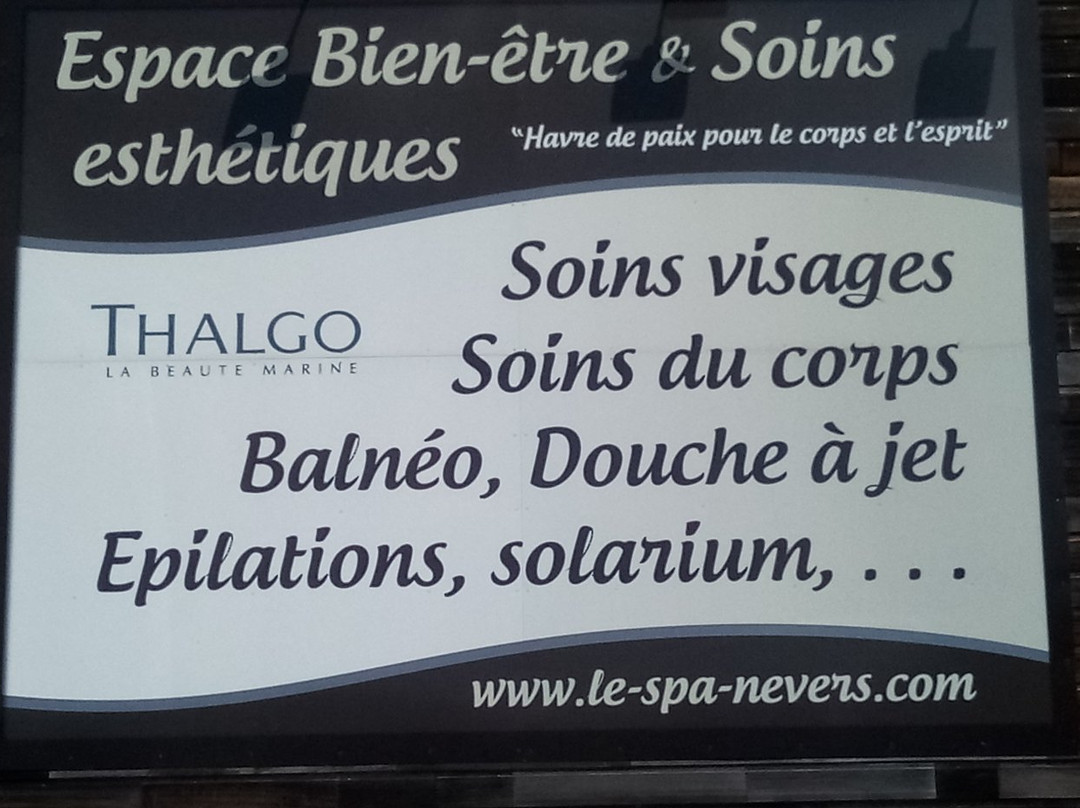 Espace Bien-être & Soins
esthétiques
"Havre de paix pour le corps et l'esprit"
Soins visages
THALGO
LA BEAUTE MARINE
Soins du corps
Balnéo, Douche à jet
Epilations, solarium, . . .
www.le-spa-nevers.com